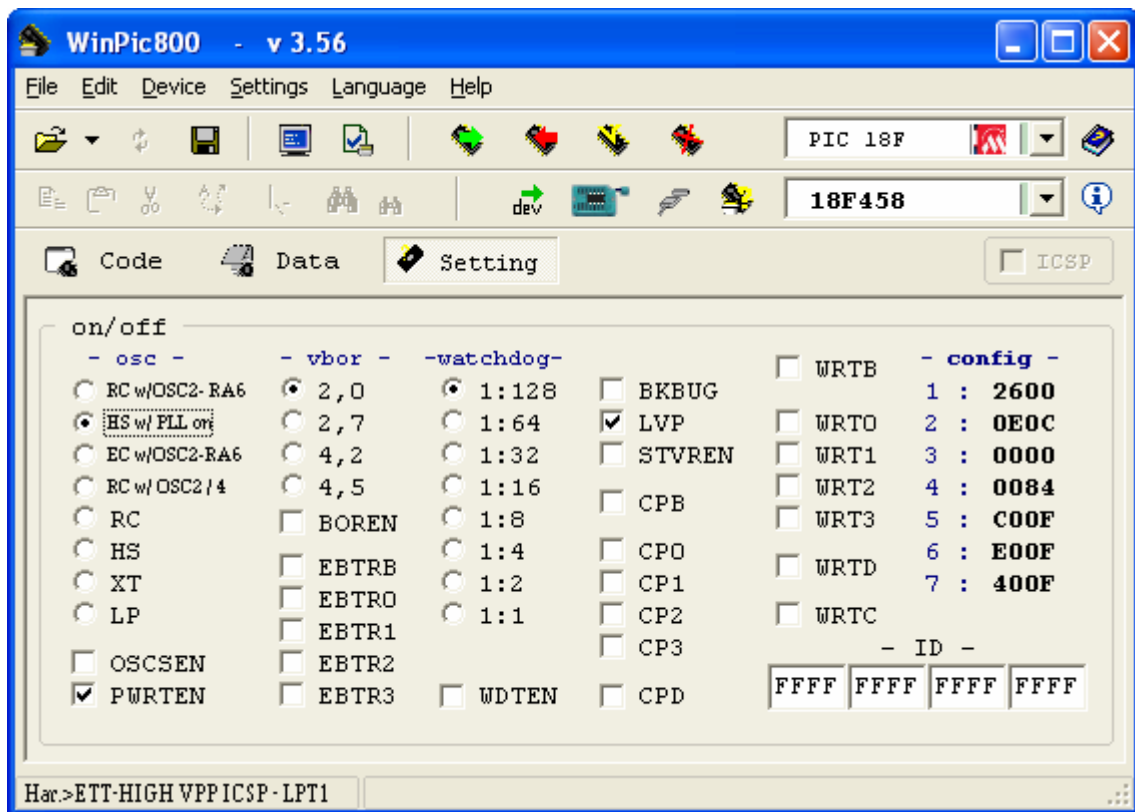 WinPic800 - v 3.56
File Edit Device Settings Language Help
PIC 18F
dev 18F458
Code Data Setting ICSP
on/off
- osc - - vbor - -watchdog- - config -
WRTB
RC w/OSC2- RA6 2,0 1:128 BKBUG 1 : 2600
HS w/ PLL on 2,7 1:64 LVP WRT0 2 : 0E0C
EC w/OSC2-RA6 4,2 1:32 STVREN WRT1 3 : 0000
RC w/ OSC2 / 4 4,5 1:16 WRT2 4 : 0084
CPB
RC BOREN 1:8 WRT3 5 : C00F
HS 1:4 CP0 6 : E00F
EBTRB WRTD
XT 1:2 CP1 7 : 400F
EBTR0
LP 1:1 CP2 WRTC
EBTR1
CP3 - ID -
OSCSEN EBTR2
PWRTEN EBTR3 WDTEN CPD FFFF FFFF FFFF FFFF
Har.>ETT-HIGH VPP ICSP - LPT1